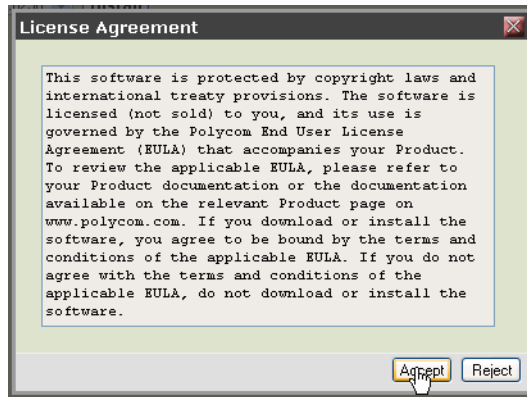 License Agreement
This software is protected by copyright laws and
international treaty provisions. The software is
licensed (not sold) to you, and its use is
governed by the Polycom End User License
Agreement (EULA) that accompanies your Product.
To review the applicable EULA, please refer to
your Product documentation or the documentation
available on the relevant Product page on
www.polycom.com. If you download or install the
software, you agree to be bound by the terms and
conditions of the applicable EULA. If you do not
agree with the terms and conditions of the
applicable EULA, do not download or install the
software.
Accept Reject